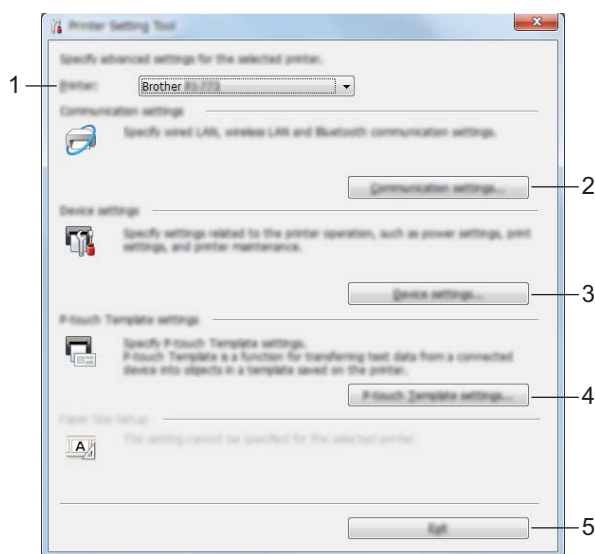 Printer Setting Tool
Specify advanced settings for the selected printer.
1
Printer:
Brother
Communication settings
Specify wired LAN, wireless LAN and Bluetooth communication settings.
Communication settings...
2
Device settings
Specify settings related to the printer operation, such as power settings, print
settings, and printer maintenance.
Device settings...
3
P-touch Template settings
Specify P-touch Template settings.
P-touch Template is a function for transferring text data from a connected
device into objects in a template saved on the printer.
P-touch Template settings...
4
Paper Size Setup
This setting cannot be specified for the selected printer.
A
Exit
5